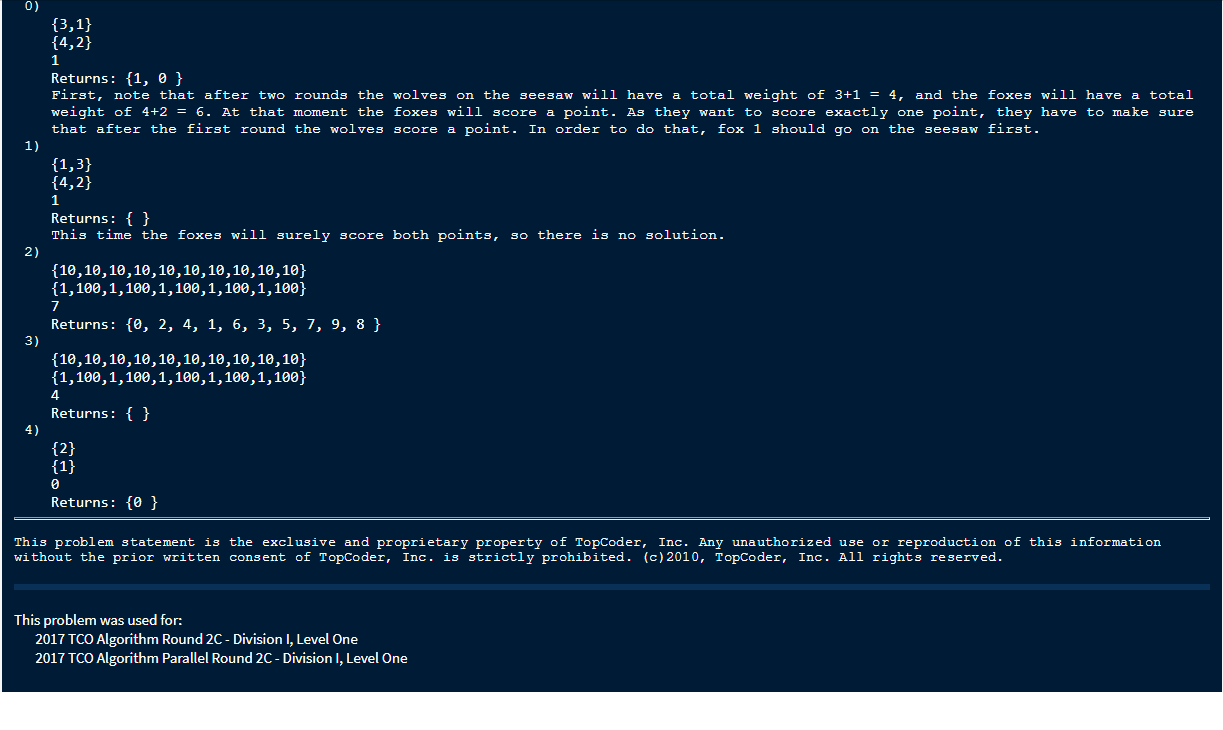 0)
{3,1}
{4,2}
1
Returns: {1, 0 }
First, note that after two rounds the wolves on the seesaw will have a total weight of 3+1 = 4, and the foxes will have a total
weight of 4+2 = 6. At that moment the foxes will score a point. As they want to score exactly one point, they have to make sure
that after the first round the wolves score a point. In order to do that, fox 1 should go on the seesaw first.
1)
{1,3}
{4,2}
1
Returns: { }
This time the foxes will surely score both points, so there is no solution.
2)
{10,10,10,10,10,10,10,10,10,10}
{1,100,1,100,1,100,1,100,1,100}
7
Returns: {0, 2, 4, 1, 6, 3, 5, 7, 9, 8 }
3)
{10,10,10,10,10,10,10,10,10,10}
{1,100,1,100,1,100,1,100,1,100}
4
Returns: { }
4)
{2}
{1}
0
Returns: {0 }
This problem statement is the exclusive and proprietary property of TopCoder, Inc. Any unauthorized use or reproduction of this information
without the prior written consent of TopCoder, Inc. is strictly prohibited. (c)2010, TopCoder, Inc. All rights reserved.
This problem was used for:
2017 TCO Algorithm Round 2C - Division I, Level One
2017 TCO Algorithm Parallel Round 2C - Division I, Level One